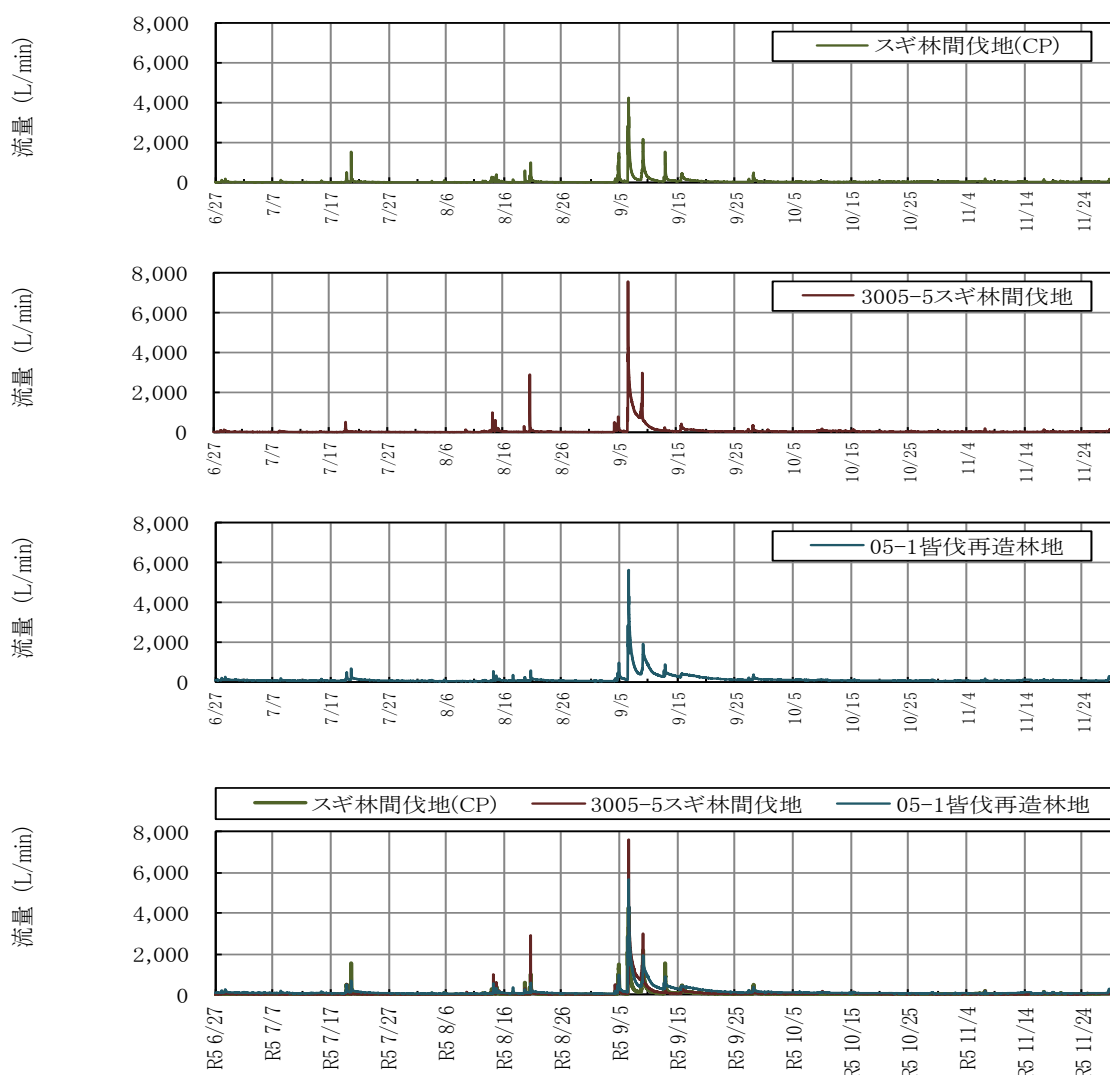 流量 (L/min)
8,000
6,000
4,000
2,000
0
スギ林間伐地(CP)
6/27
7/7
7/17
7/27
8/6
8/16
8/26
9/5
9/15
9/25
10/5
10/15
10/25
11/4
11/14
11/24
流量 (L/min)
8,000
6,000
4,000
2,000
0
3005-5スギ林間伐地
6/27
7/7
7/17
7/27
8/6
8/16
8/26
9/5
9/15
9/25
10/5
10/15
10/25
11/4
11/14
11/24
流量 (L/min)
8,000
6,000
4,000
2,000
0
05-1皆伐再造林地
6/27
7/7
7/17
7/27
8/6
8/16
8/26
9/5
9/15
9/25
10/5
10/15
10/25
11/4
11/14
11/24
スギ林間伐地(CP) 3005-5スギ林間伐地 05-1皆伐再造林地
流量 (L/min)
8,000
6,000
4,000
2,000
0
R5 6/27
R5 7/7
R5 7/17
R5 7/27
R5 8/6
R5 8/16
R5 8/26
R5 9/5
R5 9/15
R5 9/25
R5 10/5
R5 10/15
R5 10/25
R5 11/4
R5 11/14
R5 11/24